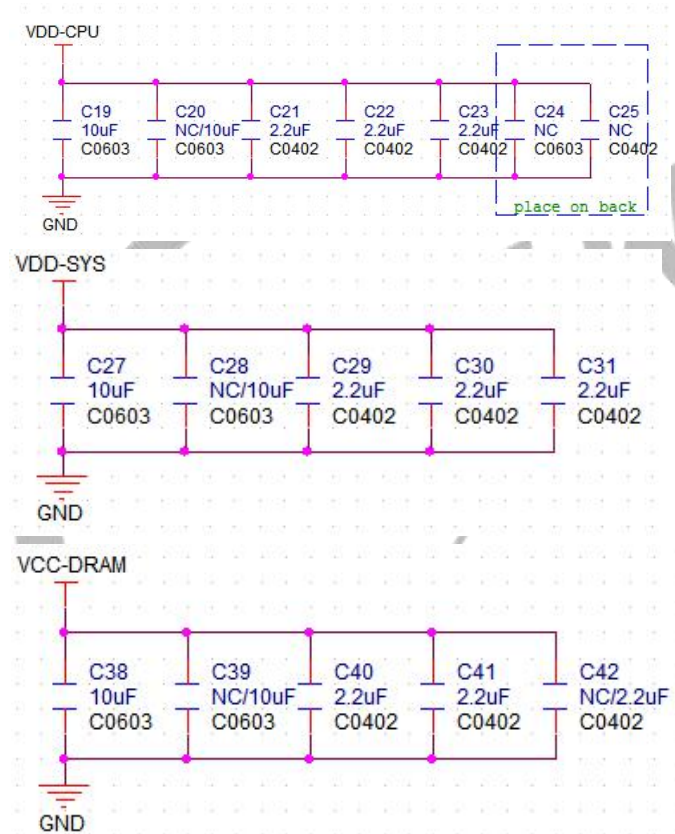 VDD-CPU
C19 C20 C21 C22 C23 C24 C25
10uF NC/10uF 2.2uF 2.2uF 2.2uF NC NC
C0603 C0603 C0402 C0402 C0402 C0603 C0402
place on back
GND
VDD-SYS
C27 C28 C29 C30 C31
10uF NC/10uF 2.2uF 2.2uF 2.2uF
C0603 C0603 C0402 C0402 C0402
GND
VCC-DRAM
C38 C39 C40 C41 C42
10uF NC/10uF 2.2uF 2.2uF NC/2.2uF
C0603 C0603 C0402 C0402 C0402
GND